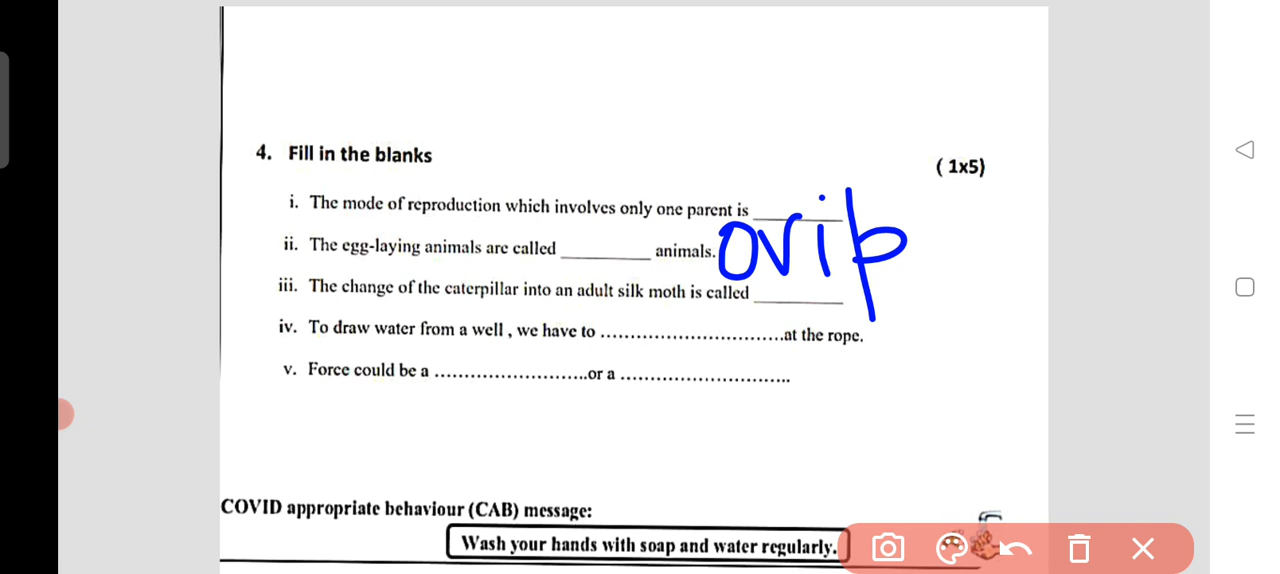 4. Fill in the blanks
( 1x5)
i. The mode of reproduction which involves only one parent is __________
ii. The egg-laying animals are called __________ animals. ovip
iii. The change of the caterpillar into an adult silk moth is called __________
iv. To draw water from a well , we have to ...............................at the rope.
v. Force could be a ..........................or a .............................
COVID appropriate behaviour (CAB) message:
Wash your hands with soap and water regularly.